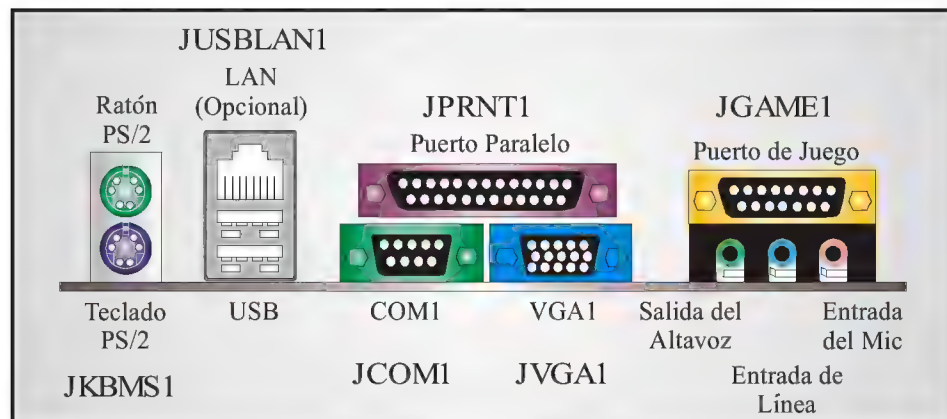 JUSBLAN1
LAN
(Opcional)
Ratón
PS/2
JPRNT1
Puerto Paralelo
JGAME1
Puerto de Juego
Teclado
PS/2
JKBMS1
USB
COM1
JCOM1
VGA1
JVGA1
Salida del
Altavoz
Entrada de
Línea
Entrada
del Mic